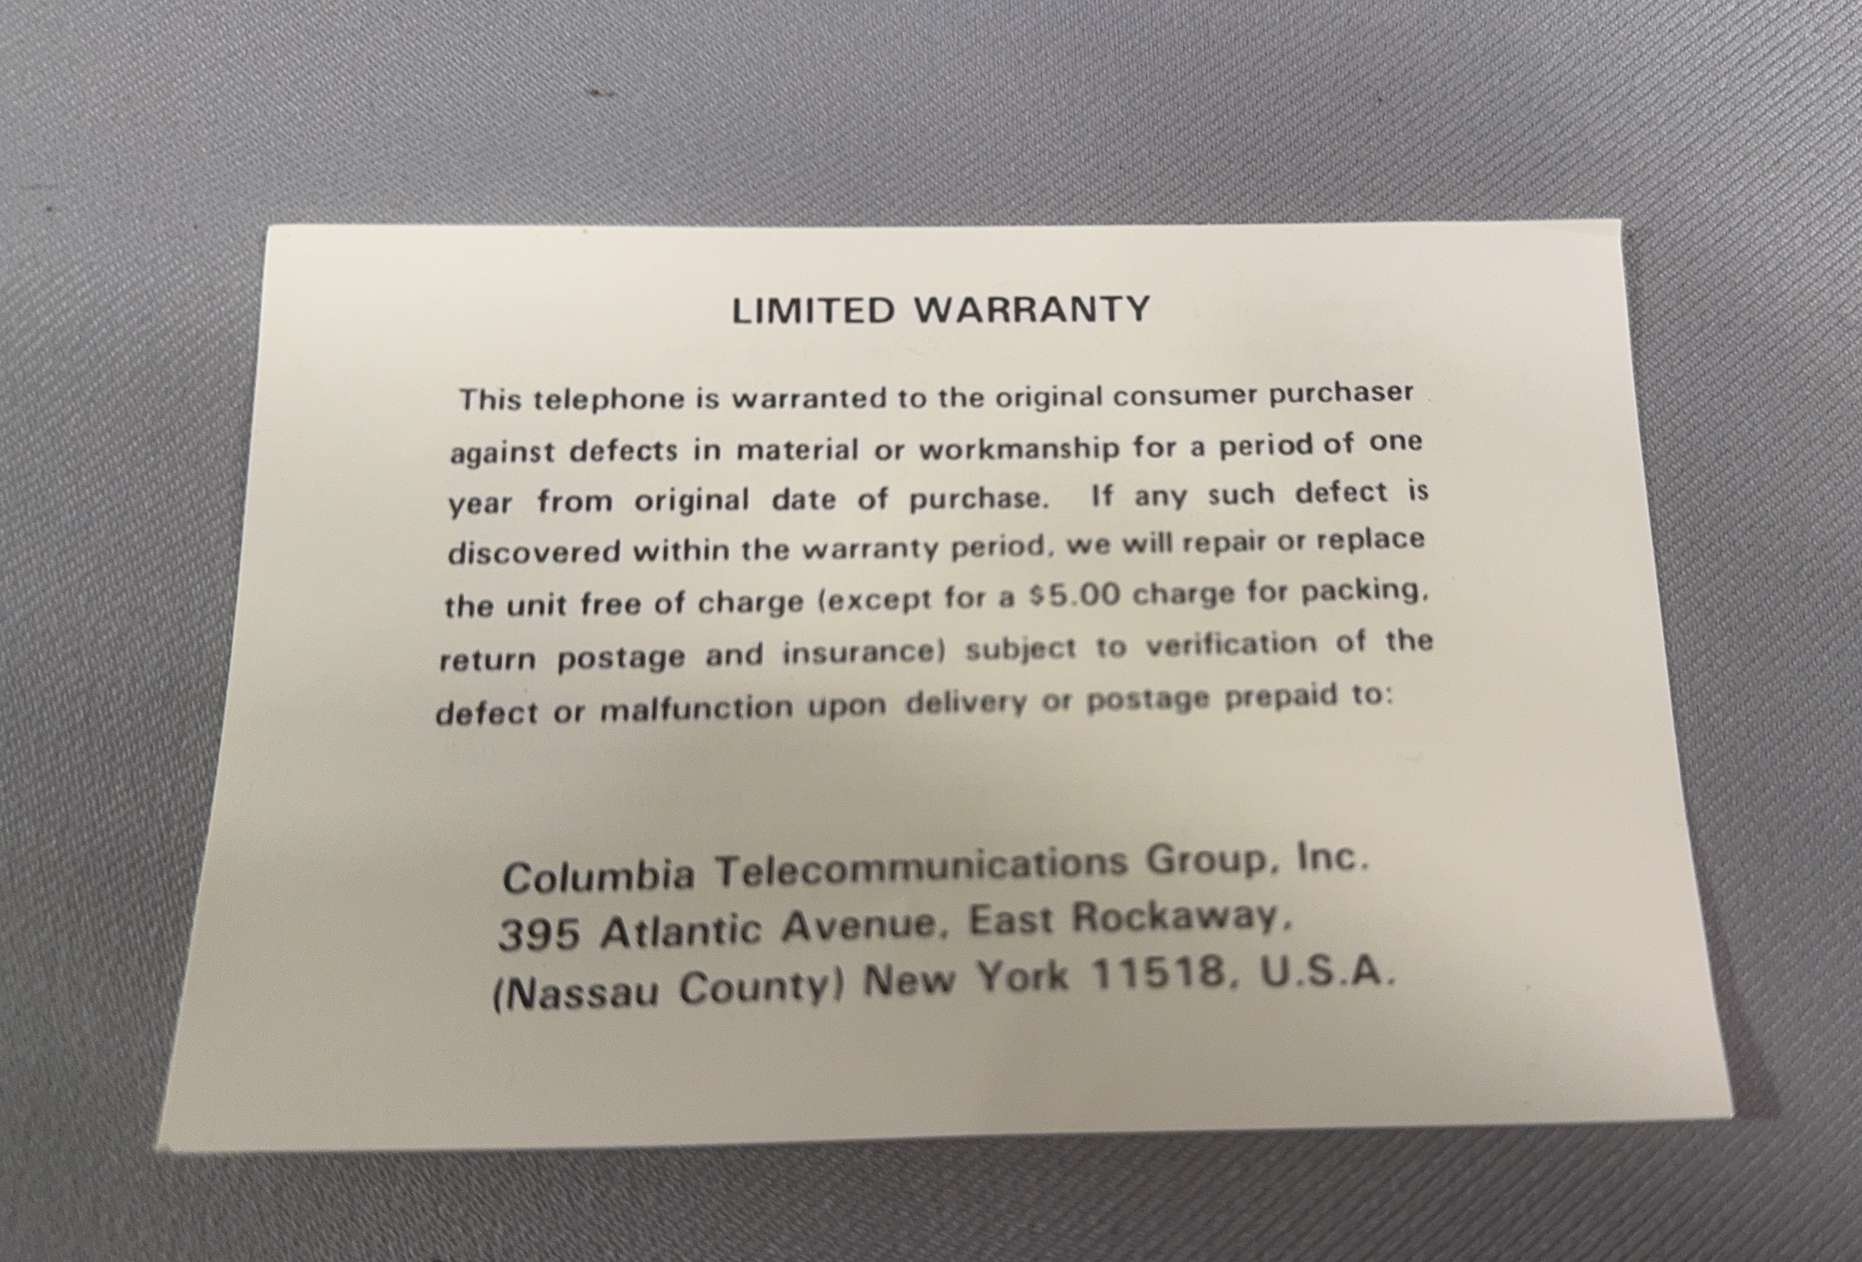 LIMITED WARRANTY
This telephone is warranted to the original consumer purchaser
against defects in material or workmanship for a period of one
year from original date of purchase. If any such defect is
discovered within the warranty period, we will repair or replace
the unit free of charge (except for a $5.00 charge for packing,
return postage and insurance) subject to verification of the
defect or malfunction upon delivery or postage prepaid to:
Columbia Telecommunications Group, Inc.
395 Atlantic Avenue, East Rockaway,
(Nassau County) New York 11518, U.S.A.